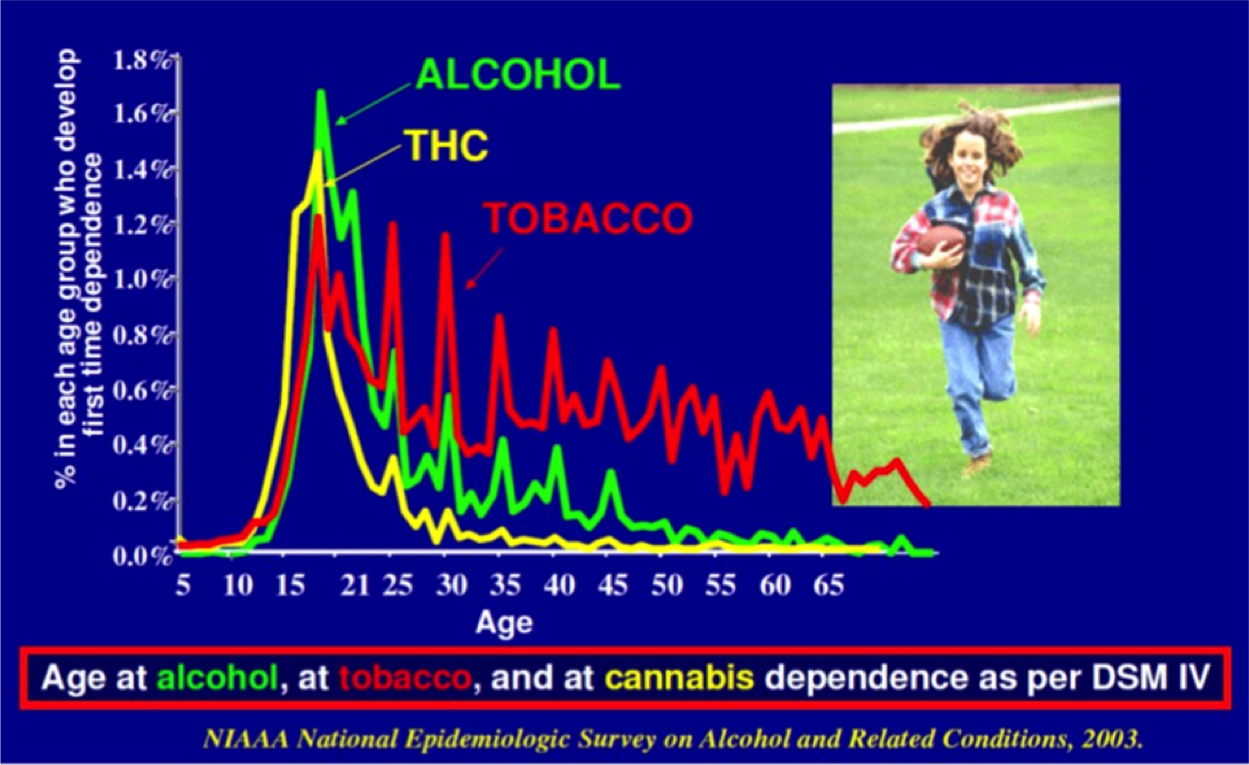 % in each age group who develop
first time dependence
1.8%
1.6%
1.4%
1.2%
1.0%
0.8%
0.6%
0.4%
0.2%
0.0%
ALCOHOL
THC
TOBACCO
5 10 15 21 25 30 35 40 45 50 55 60 65
Age
Age at alcohol, at tobacco, and at cannabis dependence as per DSM IV
NIAAA National Epidemiologic Survey on Alcohol and Related Conditions, 2003.